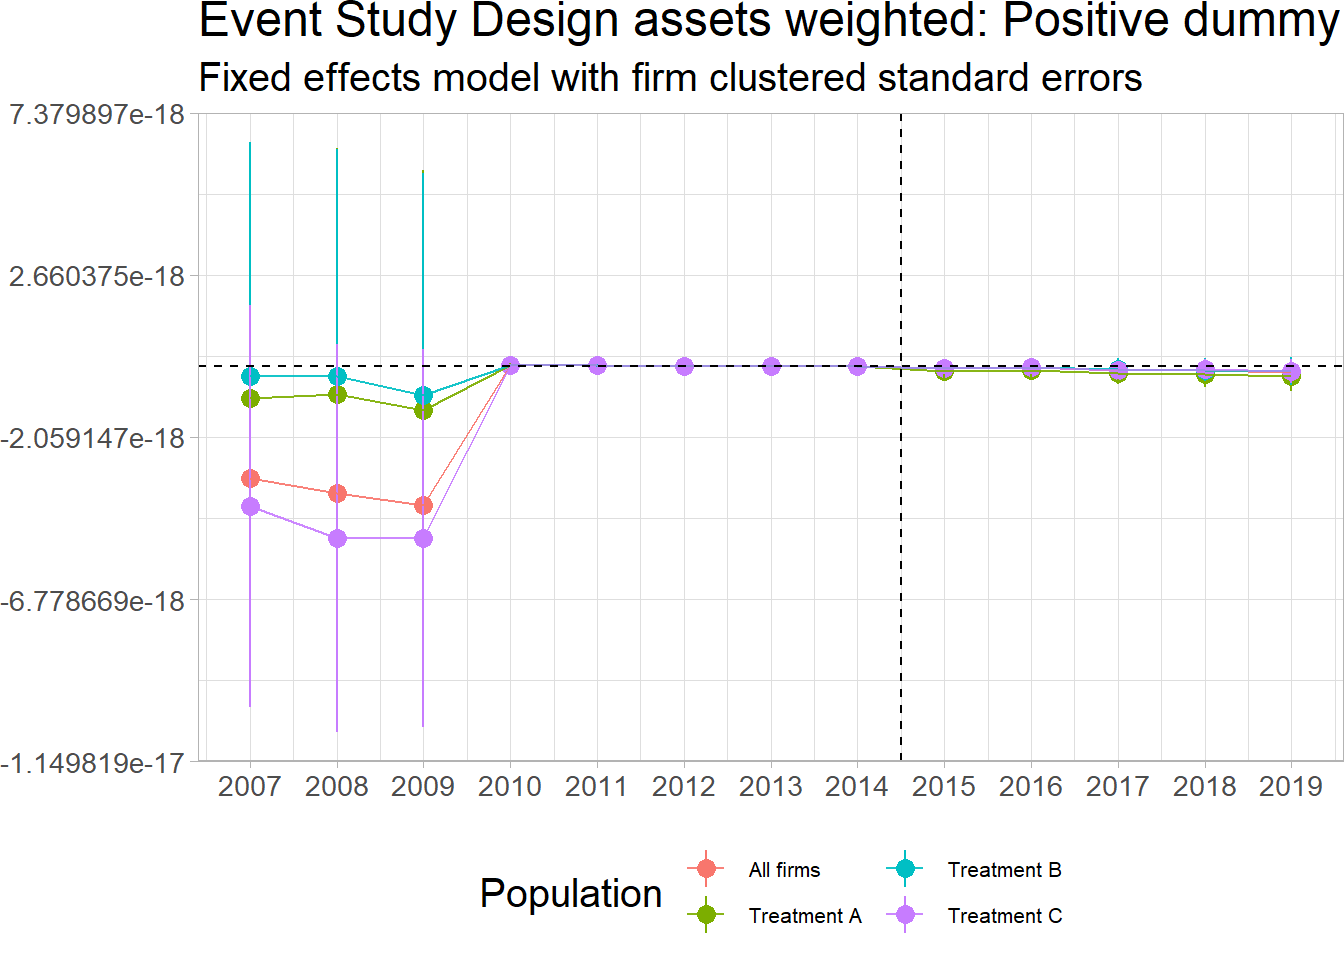 Event Study Design assets weighted: Positive dummy
Fixed effects model with firm clustered standard errors
7.379897e-18
2.660375e-18
-2.059147e-18
-6.778669e-18
-1.149819e-17
2007 2008 2009 2010 2011 2012 2013 2014 2015 2016 2017 2018 2019
Population
All firms
Treatment A
Treatment B
Treatment C